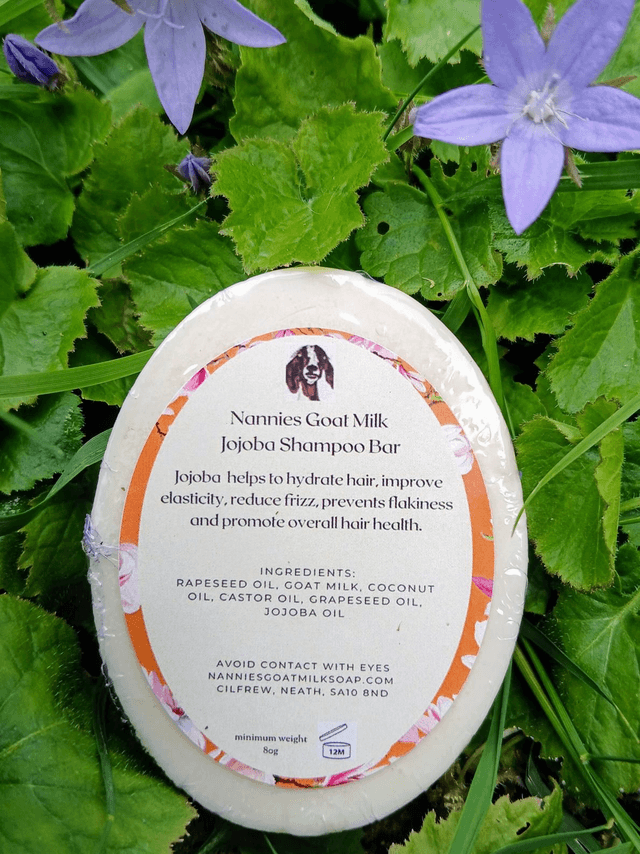 Nannies Goat Milk
Jojoba Shampoo Bar
Jojoba helps to hydrate hair, improve
elasticity, reduce frizz, prevents flakiness
and promote overall hair health.
INGREDIENTS:
RAPESEED OIL, GOAT MILK, COCONUT
OIL, CASTOR OIL, GRAPESEED OIL,
JOJOBA OIL
AVOID CONTACT WITH EYES
NANNIESGOATMILKSOAP.COM
CILFREW, NEATH, SA10 8ND
minimum weight
80g
12M